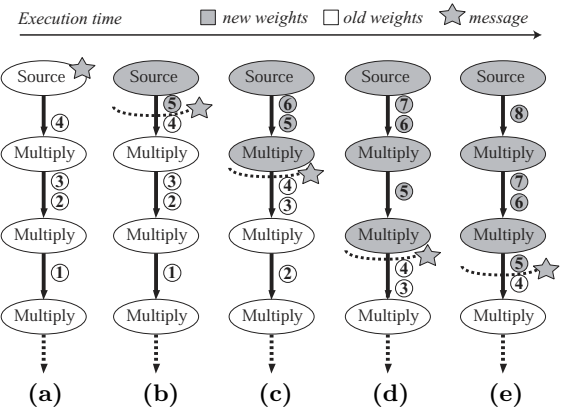 Execution time new weights old weights message
Source Source Source Source Source
4 5 6 7 8
4 5 6
Multiply Multiply Multiply Multiply Multiply
3 3 4 5 7
2 2 3 6
Multiply Multiply Multiply Multiply Multiply
1 1 2 4 5
3 4
Multiply Multiply Multiply Multiply Multiply
(a) (b) (c) (d) (e)